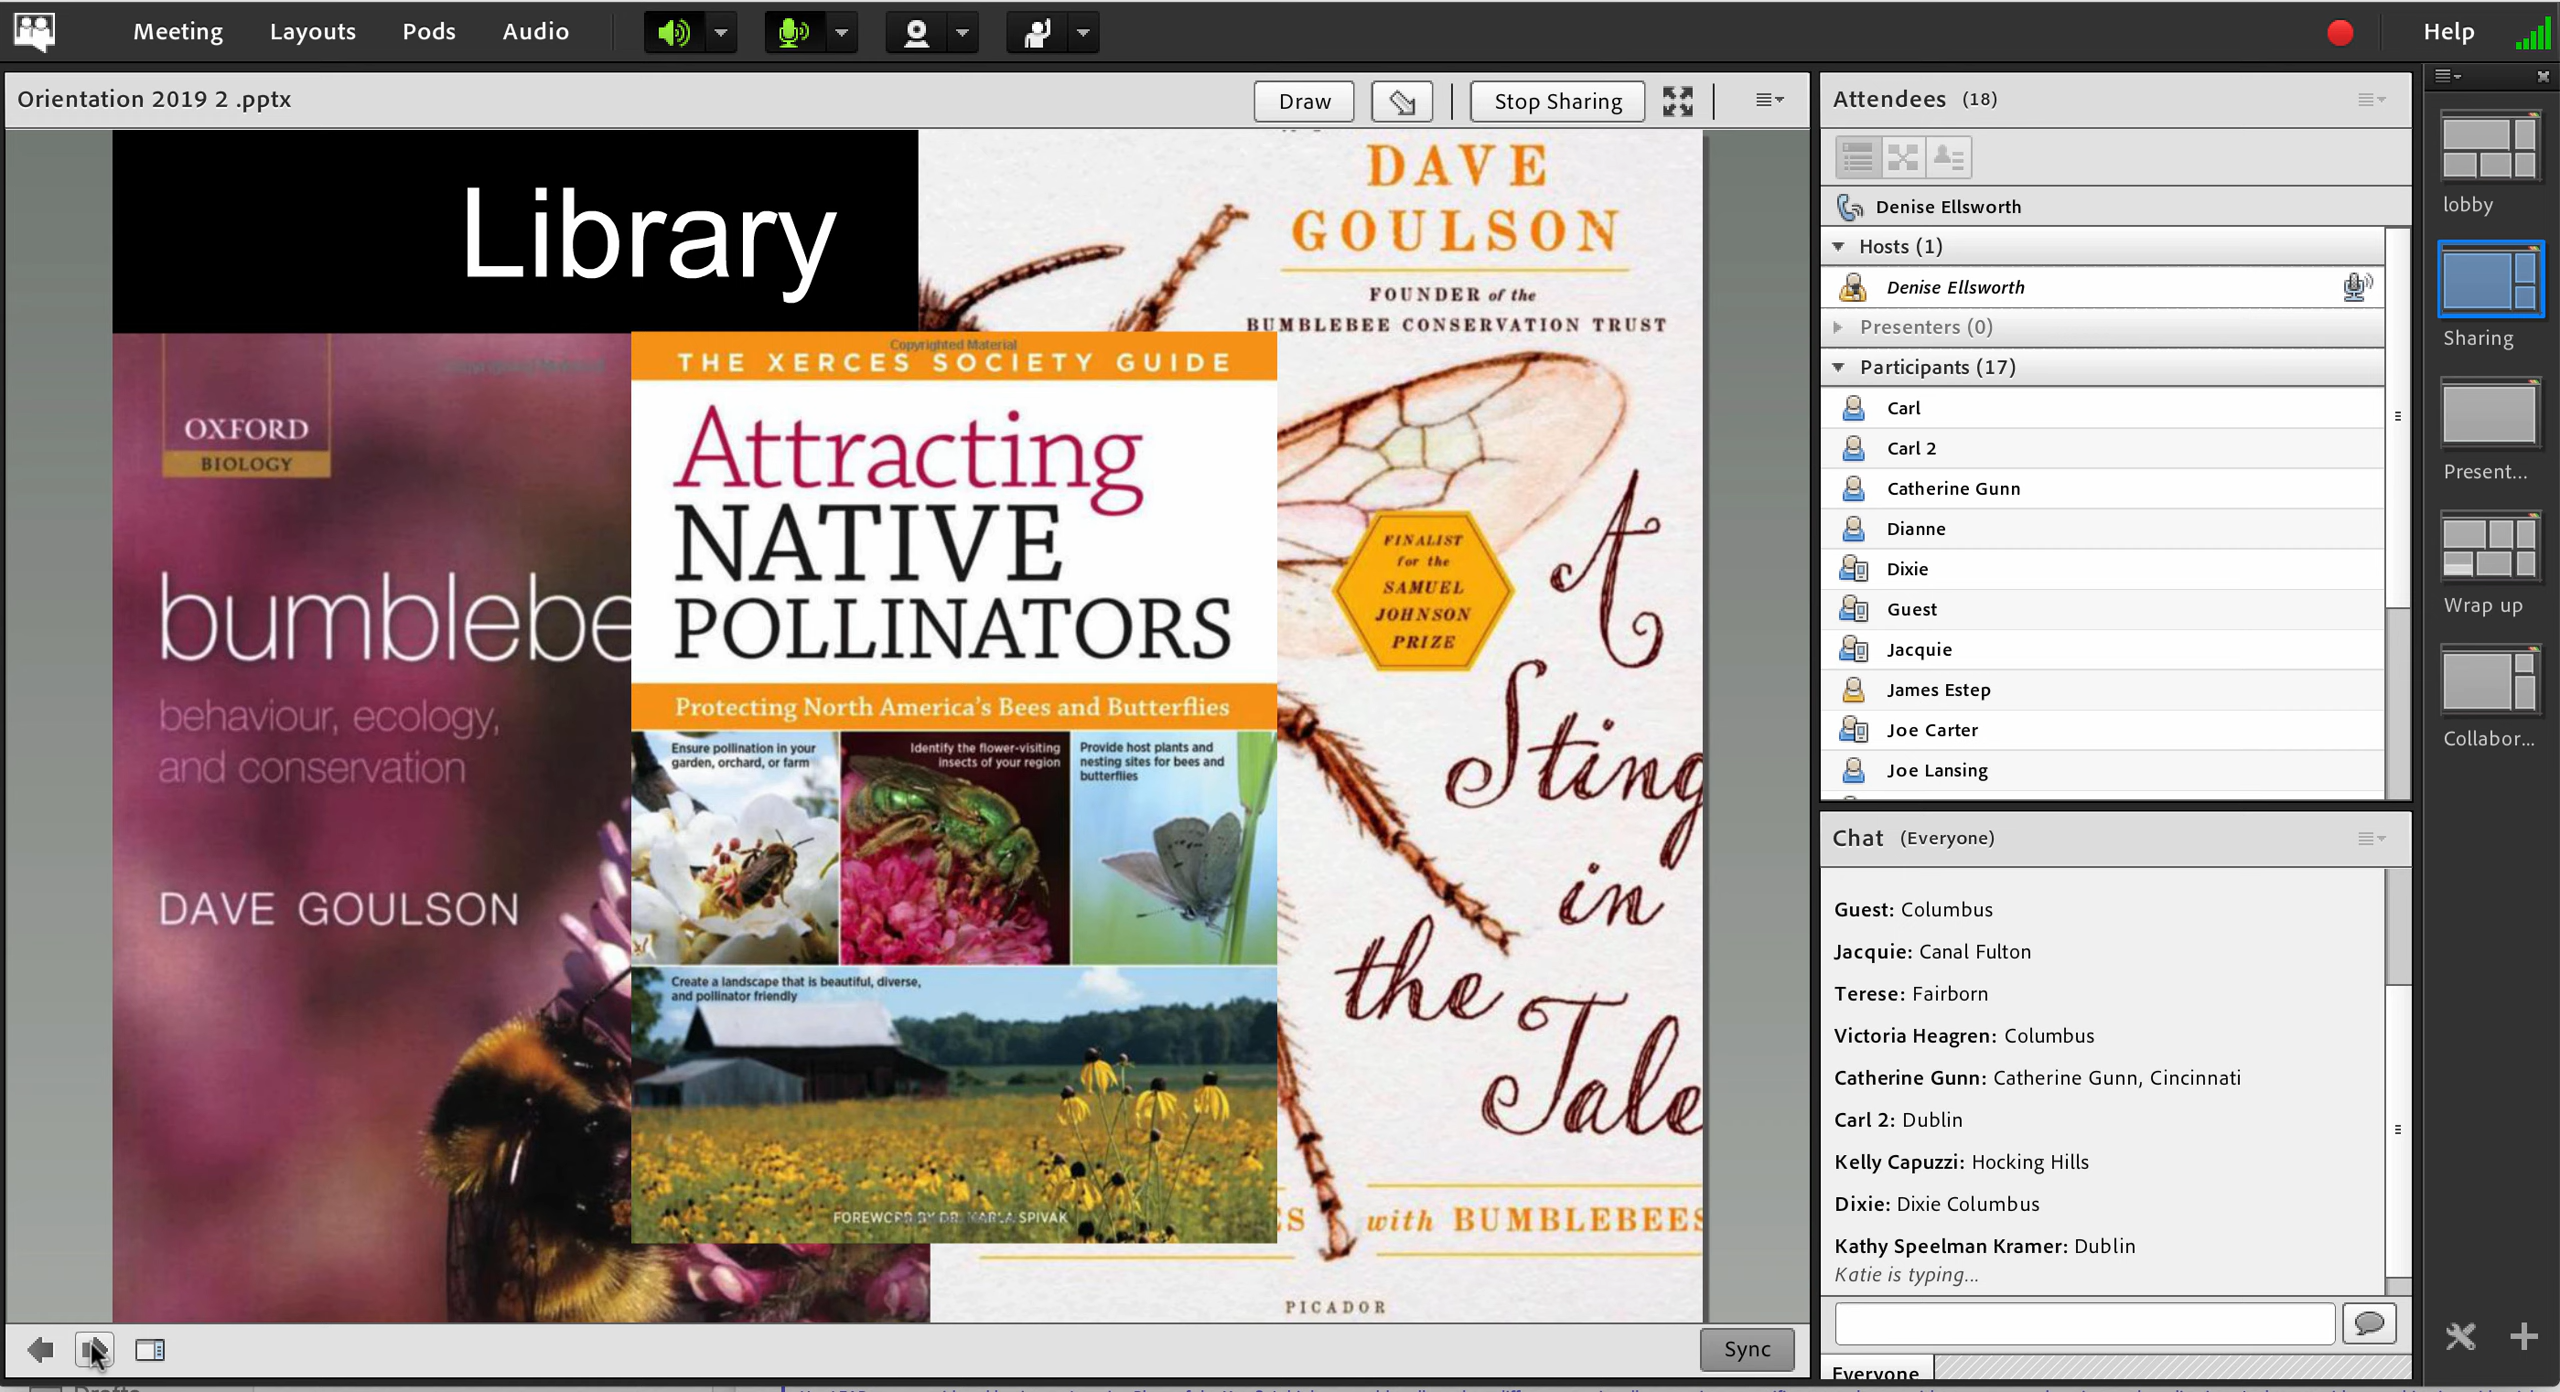 Meeting
Layouts
Pods
Audio
Help
Orientation 2019 2 .pptx
Draw
Stop Sharing
Library
DAVE
GOULSON
FOUNDER of the
BUMBLEBEE CONSERVATION TRUST
OXFORD
BIOLOGY
bumblebe
behaviour, ecology,
and conservation
DAVE GOULSON
Copyrighted Material
THE XERCES SOCIETY GUIDE
Attracting
NATIVE
POLLINATORS
Protecting North America's Bees and Butterflies
Ensure pollination in your
garden, orchard, or farm
Identify the flower-visiting
insects of your region
Provide host plants and
nesting sites for bees and
butterflies
Create a landscape that is beautiful, diverse,
and pollinator friendly
FOREWORD BY DR. MARLA SPIVAK
FINALIST
for the
SAMUEL
JOHNSON
PRIZE
A
Sting
in
the
Tale
with BUMBLEBEES
PICADOR
Sync
Attendees (18)
Denise Ellsworth
Hosts (1)
Denise Ellsworth
Presenters (0)
Participants (17)
Carl
Carl 2
Catherine Gunn
Dianne
Dixie
Guest
Jacquie
James Estep
Joe Carter
Joe Lansing
Chat (Everyone)
Guest: Columbus
Jacquie: Canal Fulton
Terese: Fairborn
Victoria Heagren: Columbus
Catherine Gunn: Catherine Gunn, Cincinnati
Carl 2: Dublin
Kelly Capuzzi: Hocking Hills
Dixie: Dixie Columbus
Kathy Speelman Kramer: Dublin
Katie is typing...
Everyone
lobby
Sharing
Present...
Wrap up
Collabor...